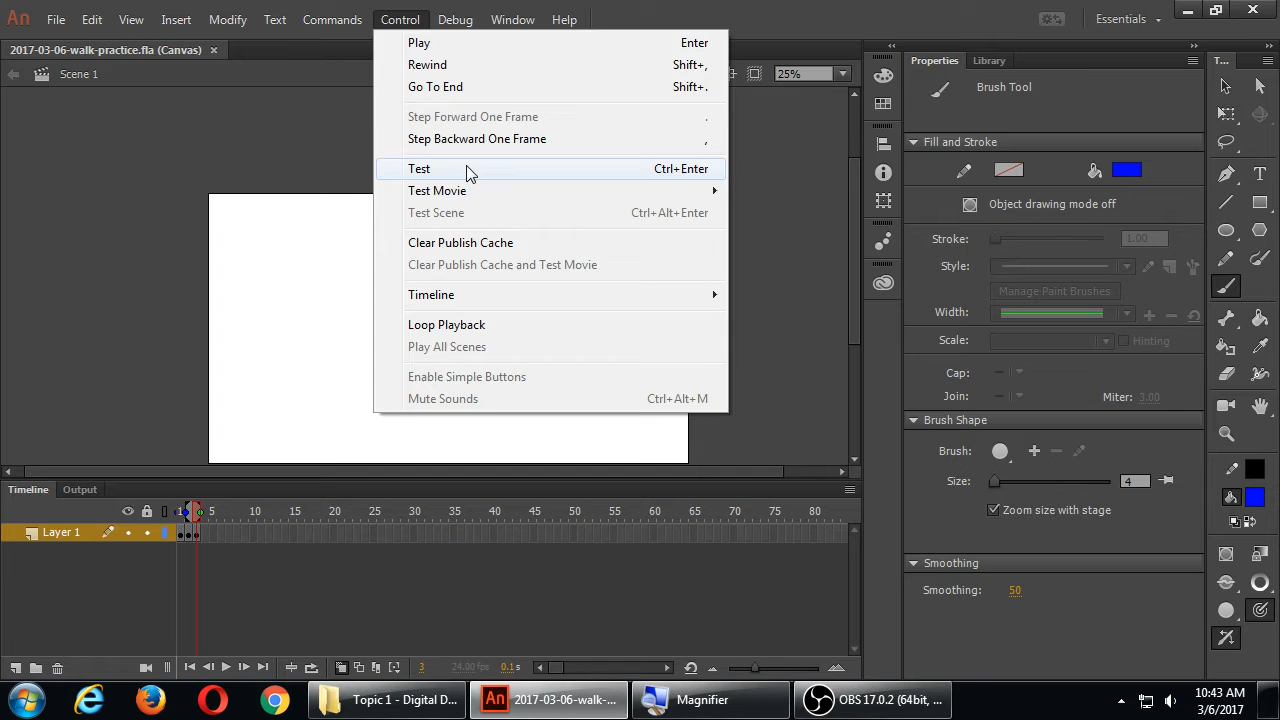 An File Edit View Insert Modify Text Commands Control Debug Window Help Essentials
2017-03-06-walk-practice.fla (Canvas) ×
Scene 1
25%
Play Enter
Rewind Shift+,
Go To End Shift+.
Step Forward One Frame .
Step Backward One Frame ,
Test Ctrl+Enter
Test Movie
Test Scene Ctrl+Alt+Enter
Clear Publish Cache
Clear Publish Cache and Test Movie
Timeline
Loop Playback
Play All Scenes
Enable Simple Buttons
Mute Sounds Ctrl+Alt+M
Properties Library
Brush Tool
Fill and Stroke
Object drawing mode off
Stroke: 1.00
Style:
Manage Paint Brushes
Width:
Scale: Hinting
Cap:
Join: Miter: 3.00
Brush Shape
Brush:
Size: 4
Zoom size with stage
Smoothing
Smoothing: 50
T...
T
Timeline Output
1 5 10 15 20 25 30 35 40 45 50 55 60 65 70 75 80
Layer 1
3 24.00 fps 0.1 s
Topic 1 - Digital D...
An 2017-03-06-walk-...
Magnifier
OBS 17.0.2 (64bit, ...
10:43 AM
3/6/2017